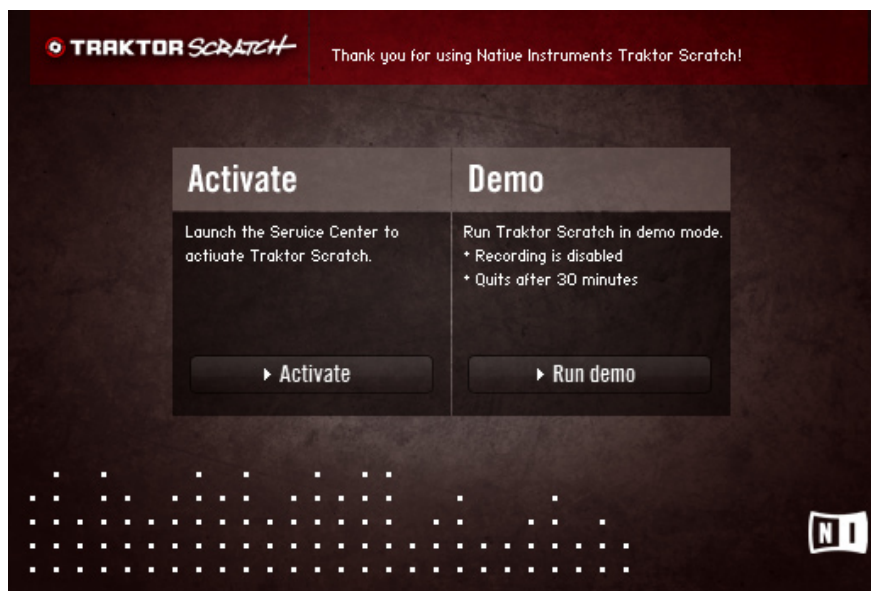 TRAKTOR SCRATCH
Thank you for using Native Instruments Traktor Scratch!
Activate
Launch the Service Center to
activate Traktor Scratch.
Activate
Demo
Run Traktor Scratch in demo mode.
* Recording is disabled
* Quits after 30 minutes
Run demo
NI